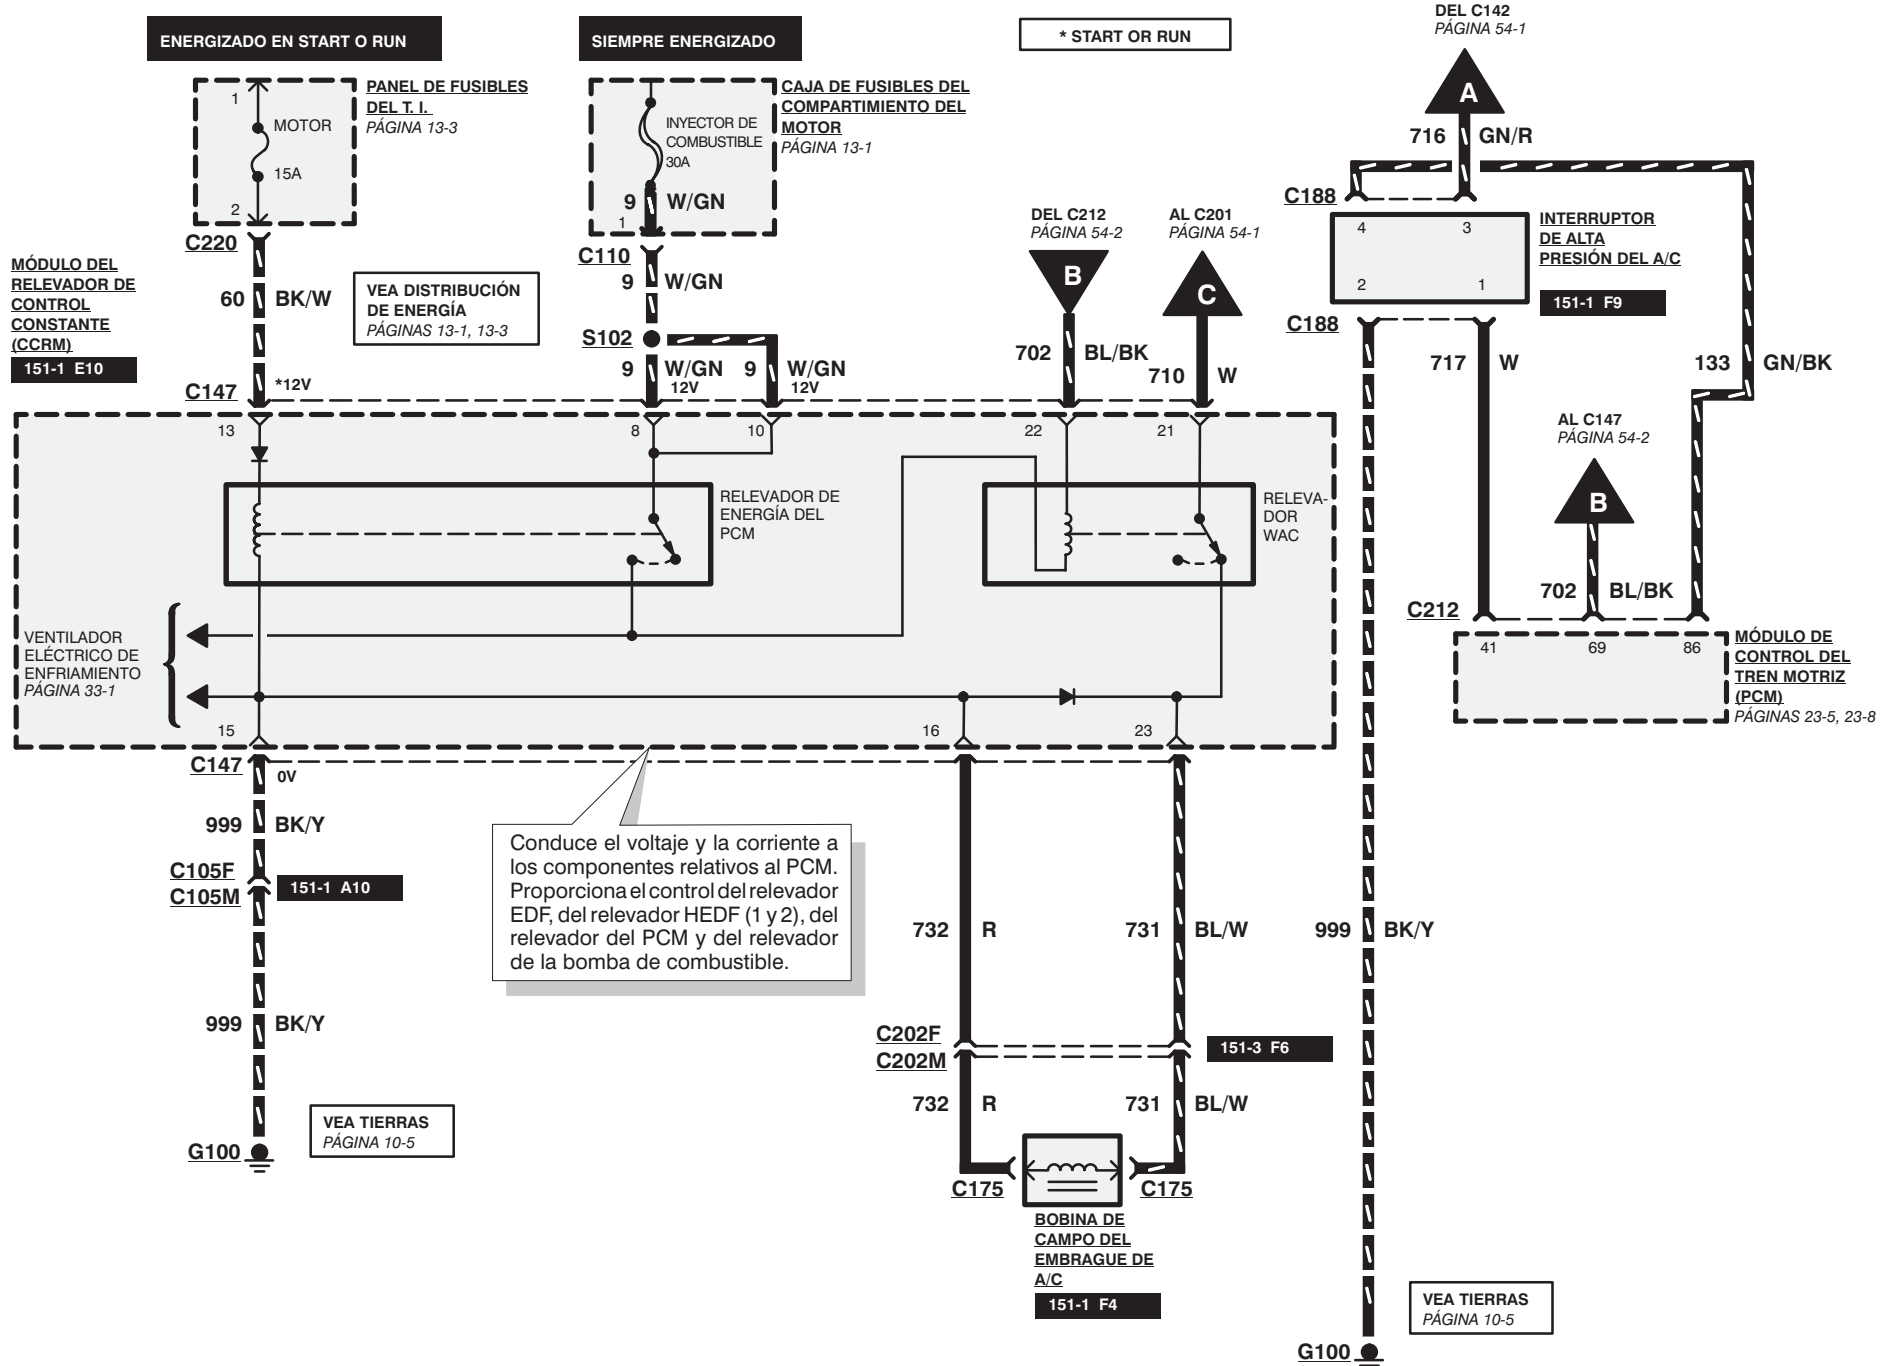 ENERGIZADO EN START O RUN
SIEMPRE ENERGIZADO
* START OR RUN
DEL C142
PÁGINA 54-1
A
716 GN/R
1
MOTOR
15A
2
PANEL DE FUSIBLES
DEL T. I.
PÁGINA 13-3
INYECTOR DE
COMBUSTIBLE
30A
9 W/GN
1
CAJA DE FUSIBLES DEL
COMPARTIMIENTO DEL
MOTOR
PÁGINA 13-1
C220
C110
60 BK/W
9 W/GN
MÓDULO DEL
RELEVADOR DE
CONTROL
CONSTANTE
(CCRM)
151-1 E10
VEA DISTRIBUCIÓN
DE ENERGÍA
PÁGINAS 13-1, 13-3
S102
9 W/GN
12V
9 W/GN
12V
C147
*12V
DEL C212
PÁGINA 54-2
B
702 BL/BK
AL C201
PÁGINA 54-1
C
710 W
C188
4 3
2 1
INTERRUPTOR
DE ALTA
PRESIÓN DEL A/C
151-1 F9
C188
717 W
133 GN/BK
AL C147
PÁGINA 54-2
B
702 BL/BK
C212
41 69 86
MÓDULO DE
CONTROL DEL
TREN MOTRIZ
(PCM)
PÁGINAS 23-5, 23-8
13 8 10 22 21
RELEVADOR DE
ENERGÍA DEL
PCM
RELEVA-
DOR
WAC
VENTILADOR
ELÉCTRICO DE
ENFRIAMIENTO
PÁGINA 33-1
15 16 23
C147
0V
999 BK/Y
C105F
C105M
151-1 A10
999 BK/Y
G100
VEA TIERRAS
PÁGINA 10-5
Conduce el voltaje y la corriente a
los componentes relativos al PCM.
Proporciona el control del relevador
EDF, del relevador HEDF (1 y 2), del
relevador del PCM y del relevador
de la bomba de combustible.
732 R
731 BL/W
999 BK/Y
C202F
C202M
151-3 F6
732 R
731 BL/W
C175
C175
BOBINA DE
CAMPO DEL
EMBRAGUE DE
A/C
151-1 F4
VEA TIERRAS
PÁGINA 10-5
G100